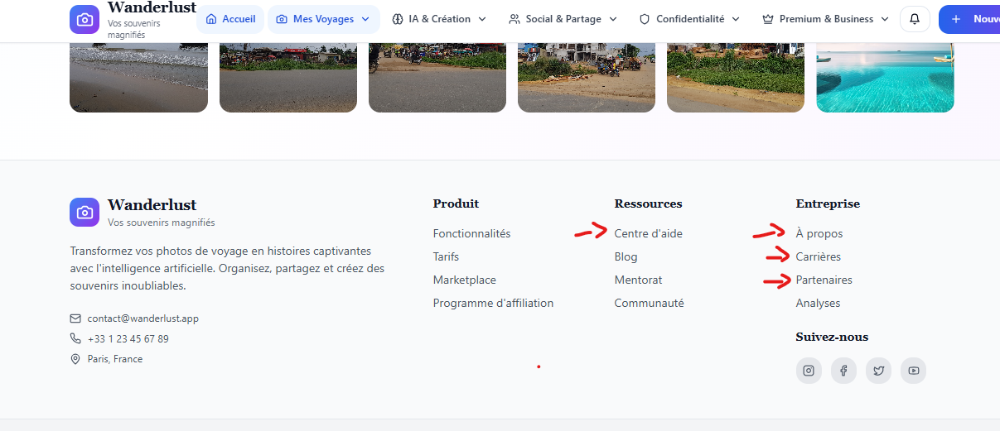 Wanderlust
Vos souvenirs
magnifiés
Accueil
Mes Voyages
IA & Création
Social & Partage
Confidentialité
Premium & Business
Nouv
Wanderlust
Vos souvenirs magnifiés
Transformez vos photos de voyage en histoires captivantes
avec l'intelligence artificielle. Organisez, partagez et créez des
souvenirs inoubliables.
contact@wanderlust.app
+33 1 23 45 67 89
Paris, France
Produit
Fonctionnalités
Tarifs
Marketplace
Programme d'affiliation
Ressources
Centre d'aide
Blog
Mentorat
Communauté
Entreprise
À propos
Carrières
Partenaires
Analyses
Suivez-nous